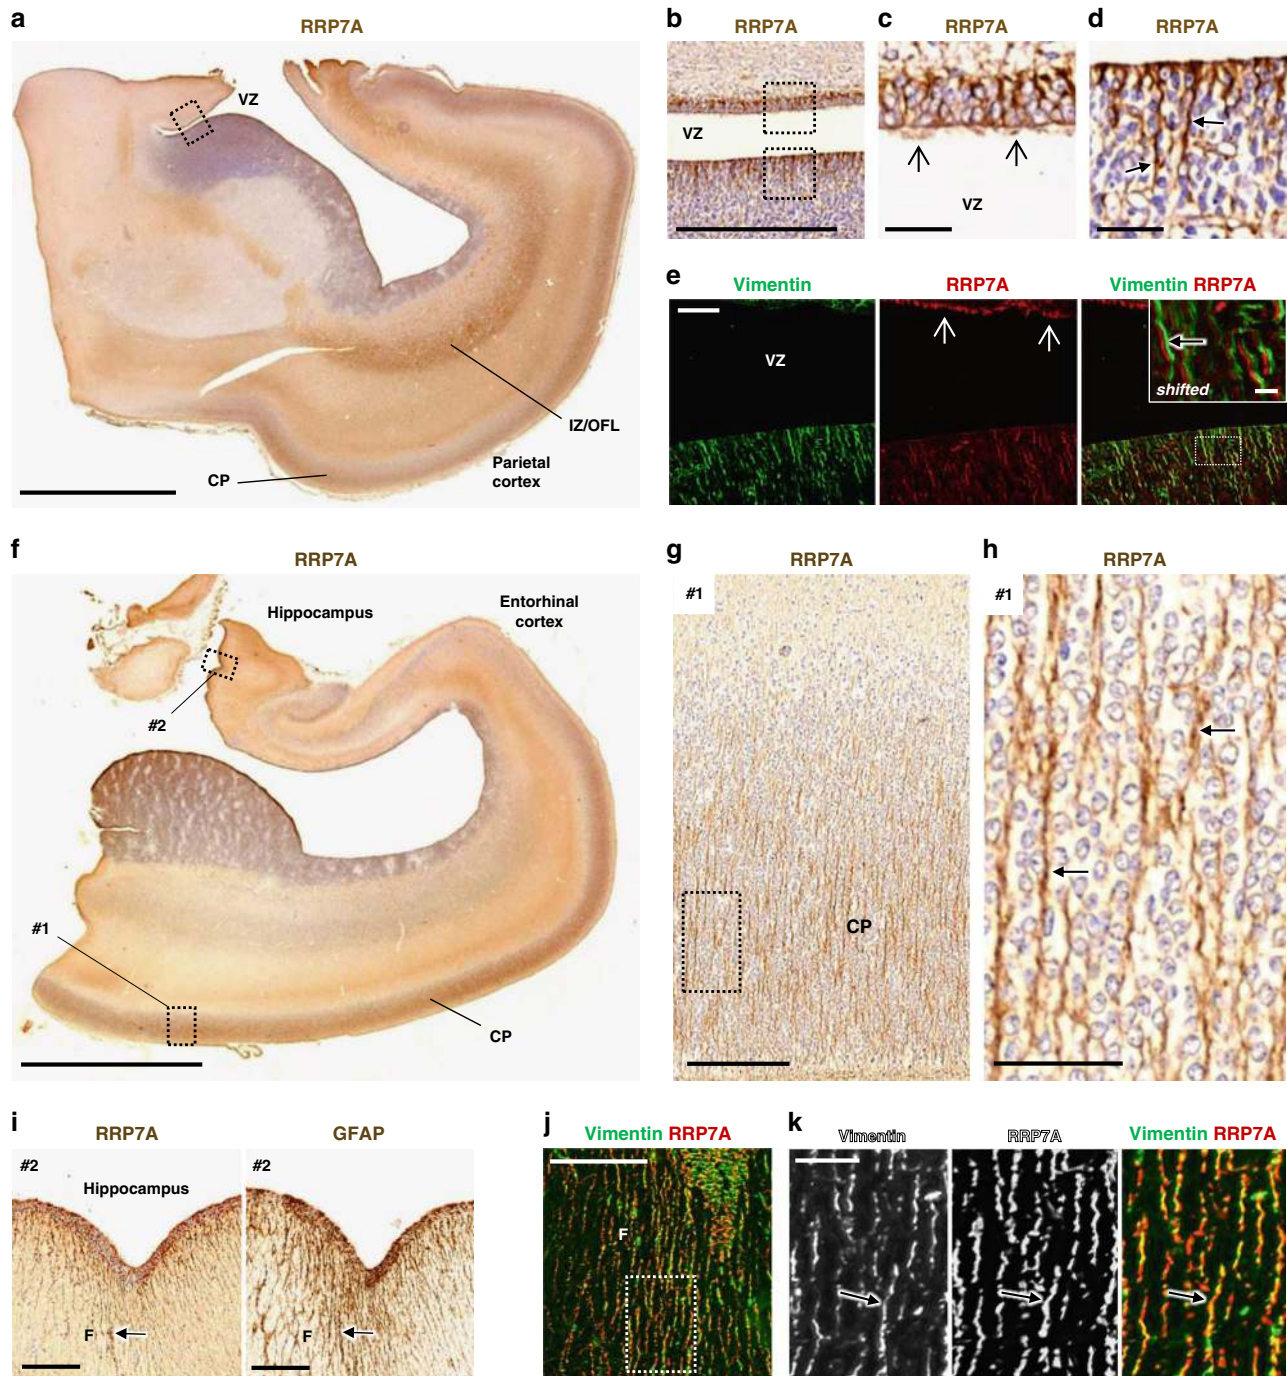 a
RRP7A
VZ
IZ/OFL
CP
Parietal
cortex
b
RRP7A
VZ
c
RRP7A
VZ
d
RRP7A
e
Vimentin
RRP7A
Vimentin RRP7A
VZ
shifted
f
RRP7A
Hippocampus
Entorhinal
cortex
#2
#1
CP
g
RRP7A
#1
CP
h
RRP7A
#1
i
RRP7A
GFAP
#2
Hippocampus
F
#2
F
j
Vimentin RRP7A
F
k
Vimentin
RRP7A
Vimentin RRP7A